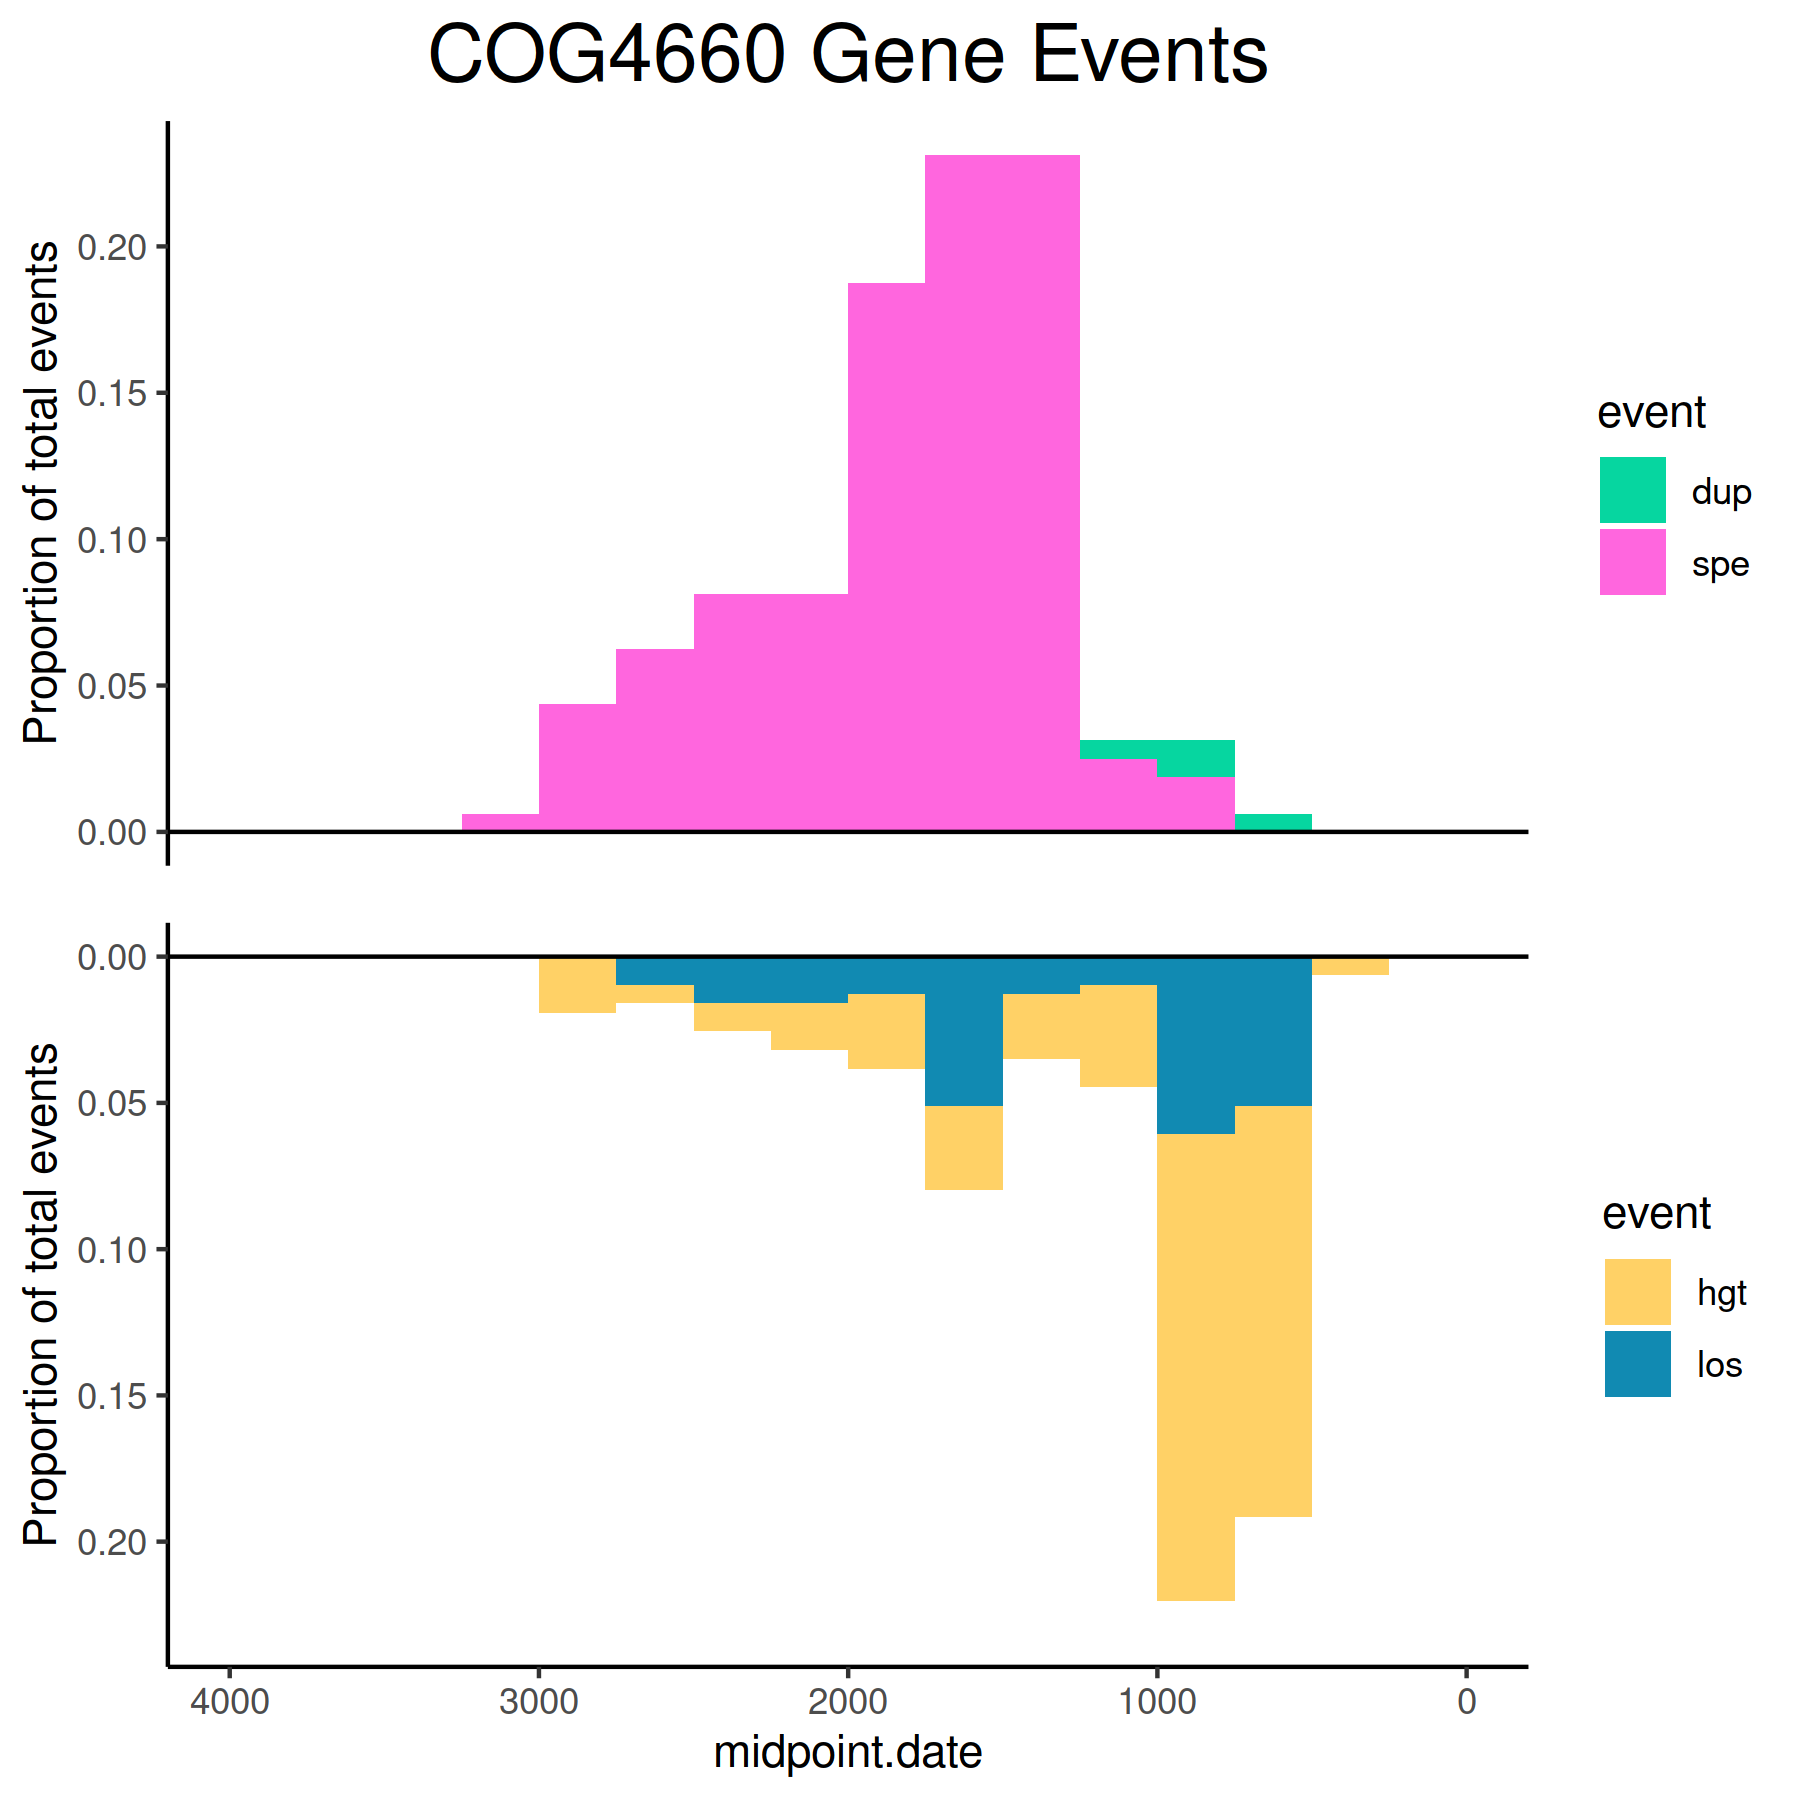 COG4660 Gene Events
Proportion of total events
0.20
0.15
0.10
0.05
0.00
event
dup
spe
Proportion of total events
0.00
0.05
0.10
0.15
0.20
event
hgt
los
4000 3000 2000 1000 0
midpoint.date